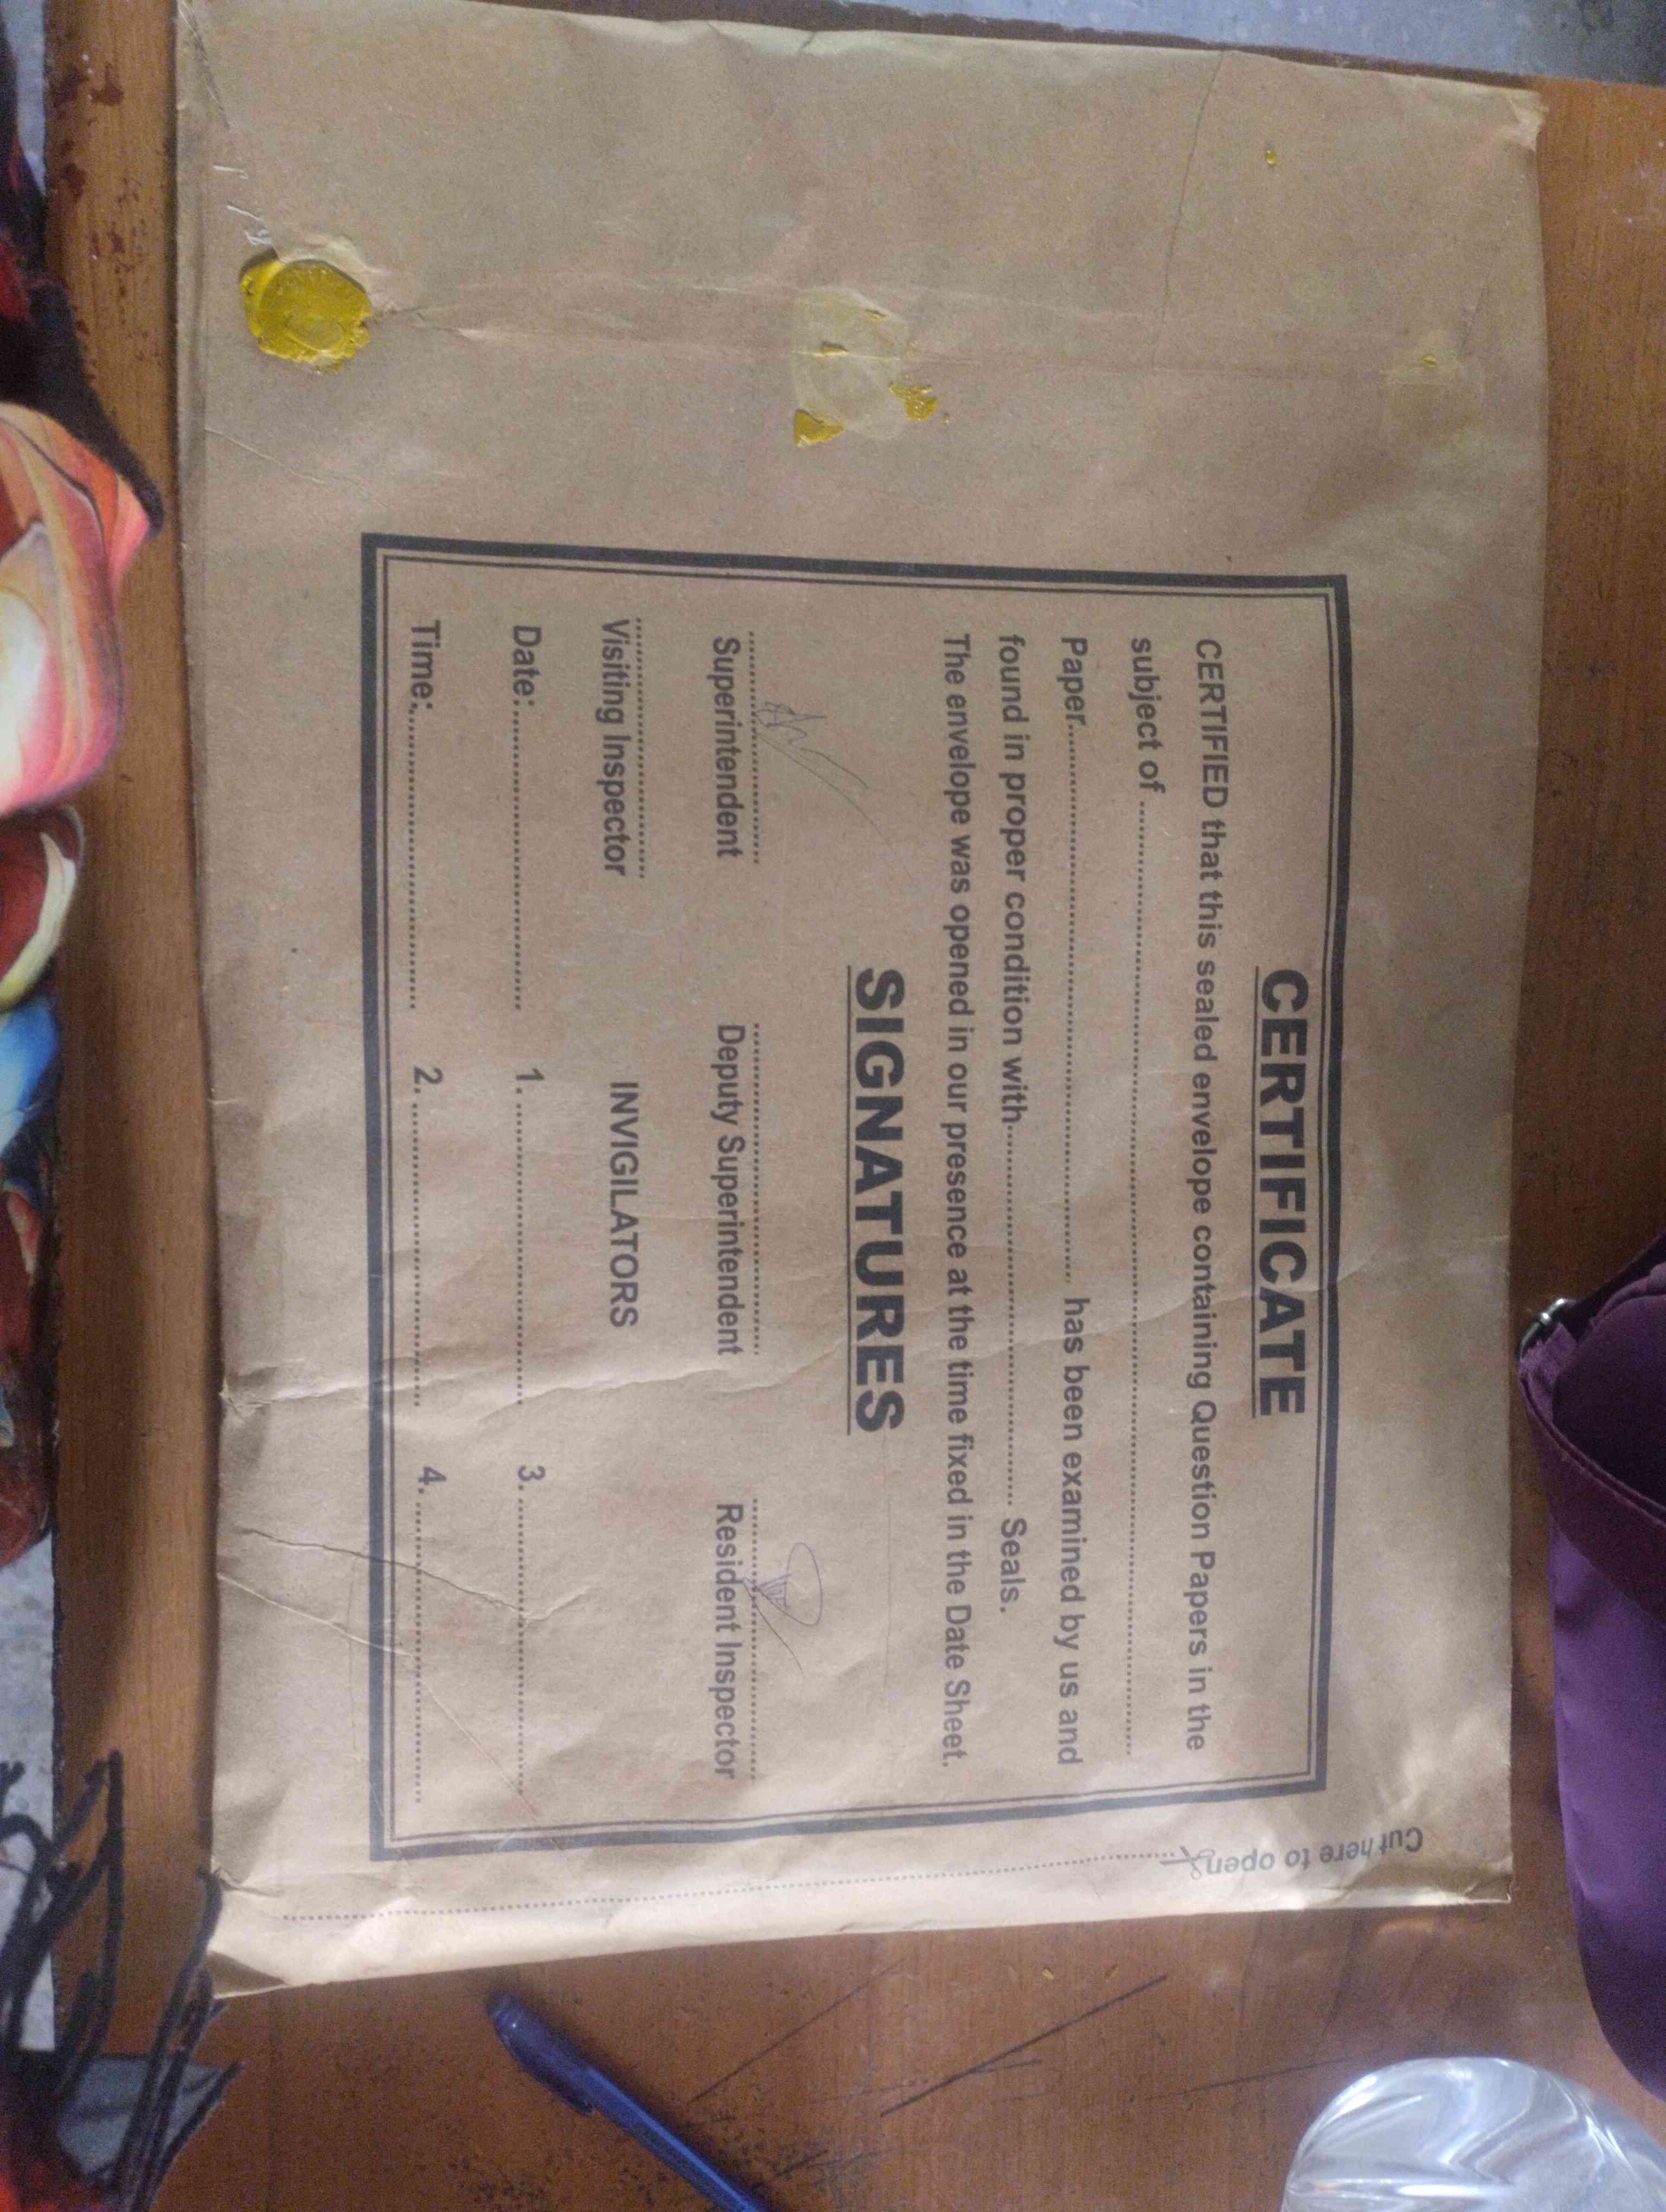 CERTIFICATE
CERTIFIED that this sealed envelope containing Question Papers in the
subject of ........................................
Paper........................................ has been examined by us and
found in proper condition with........................................ Seals.
The envelope was opened in our presence at the time fixed in the Date Sheet.
SIGNATURES
Superintendent Deputy Superintendent Resident Inspector
Visiting Inspector INVIGILATORS
Date:.............................. 1............................... 3...............................
Time:.............................. 2............................... 4...............................
Cut here to open